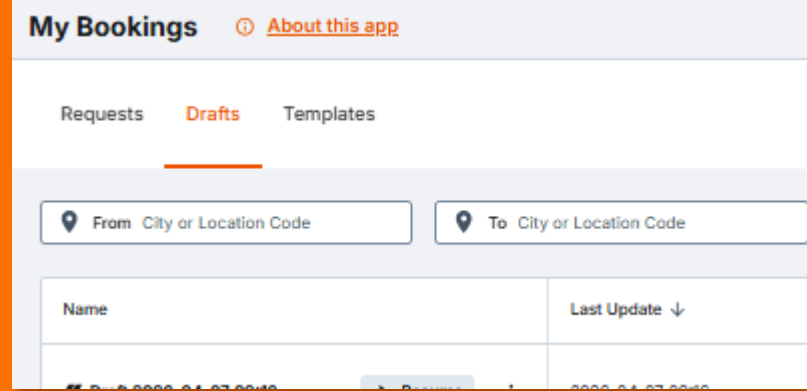 My Bookings About this app
Requests Drafts Templates
From City or Location Code To City or Location Code
Name Last Update ↓